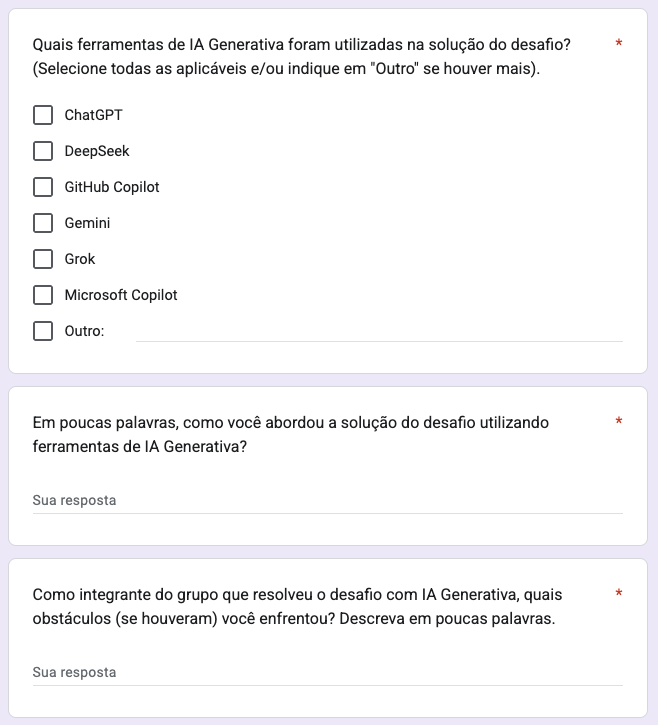 Quais ferramentas de IA Generativa foram utilizadas na solução do desafio? *
(Selecione todas as aplicáveis e/ou indique em "Outro" se houver mais).
ChatGPT
DeepSeek
GitHub Copilot
Gemini
Grok
Microsoft Copilot
Outro:
Em poucas palavras, como você abordou a solução do desafio utilizando *
ferramentas de IA Generativa?
Sua resposta
Como integrante do grupo que resolveu o desafio com IA Generativa, quais *
obstáculos (se houveram) você enfrentou? Descreva em poucas palavras.
Sua resposta